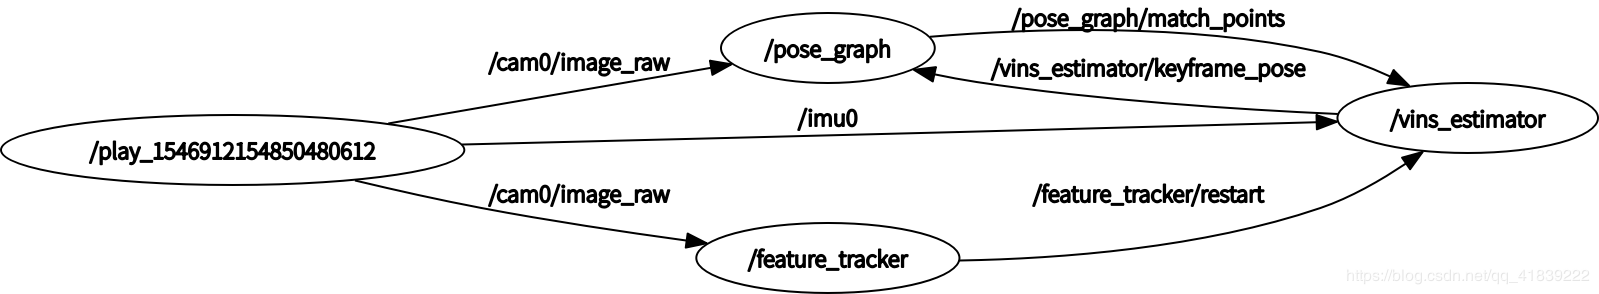 /pose_graph/match_points
/pose_graph
/cam0/image_raw
/vins_estimator/keyframe_pose
/imu0
/vins_estimator
/play_1546912154850480612
/cam0/image_raw
/feature_tracker/restart
/feature_tracker
https://blog.csdn.net/qq_41839222